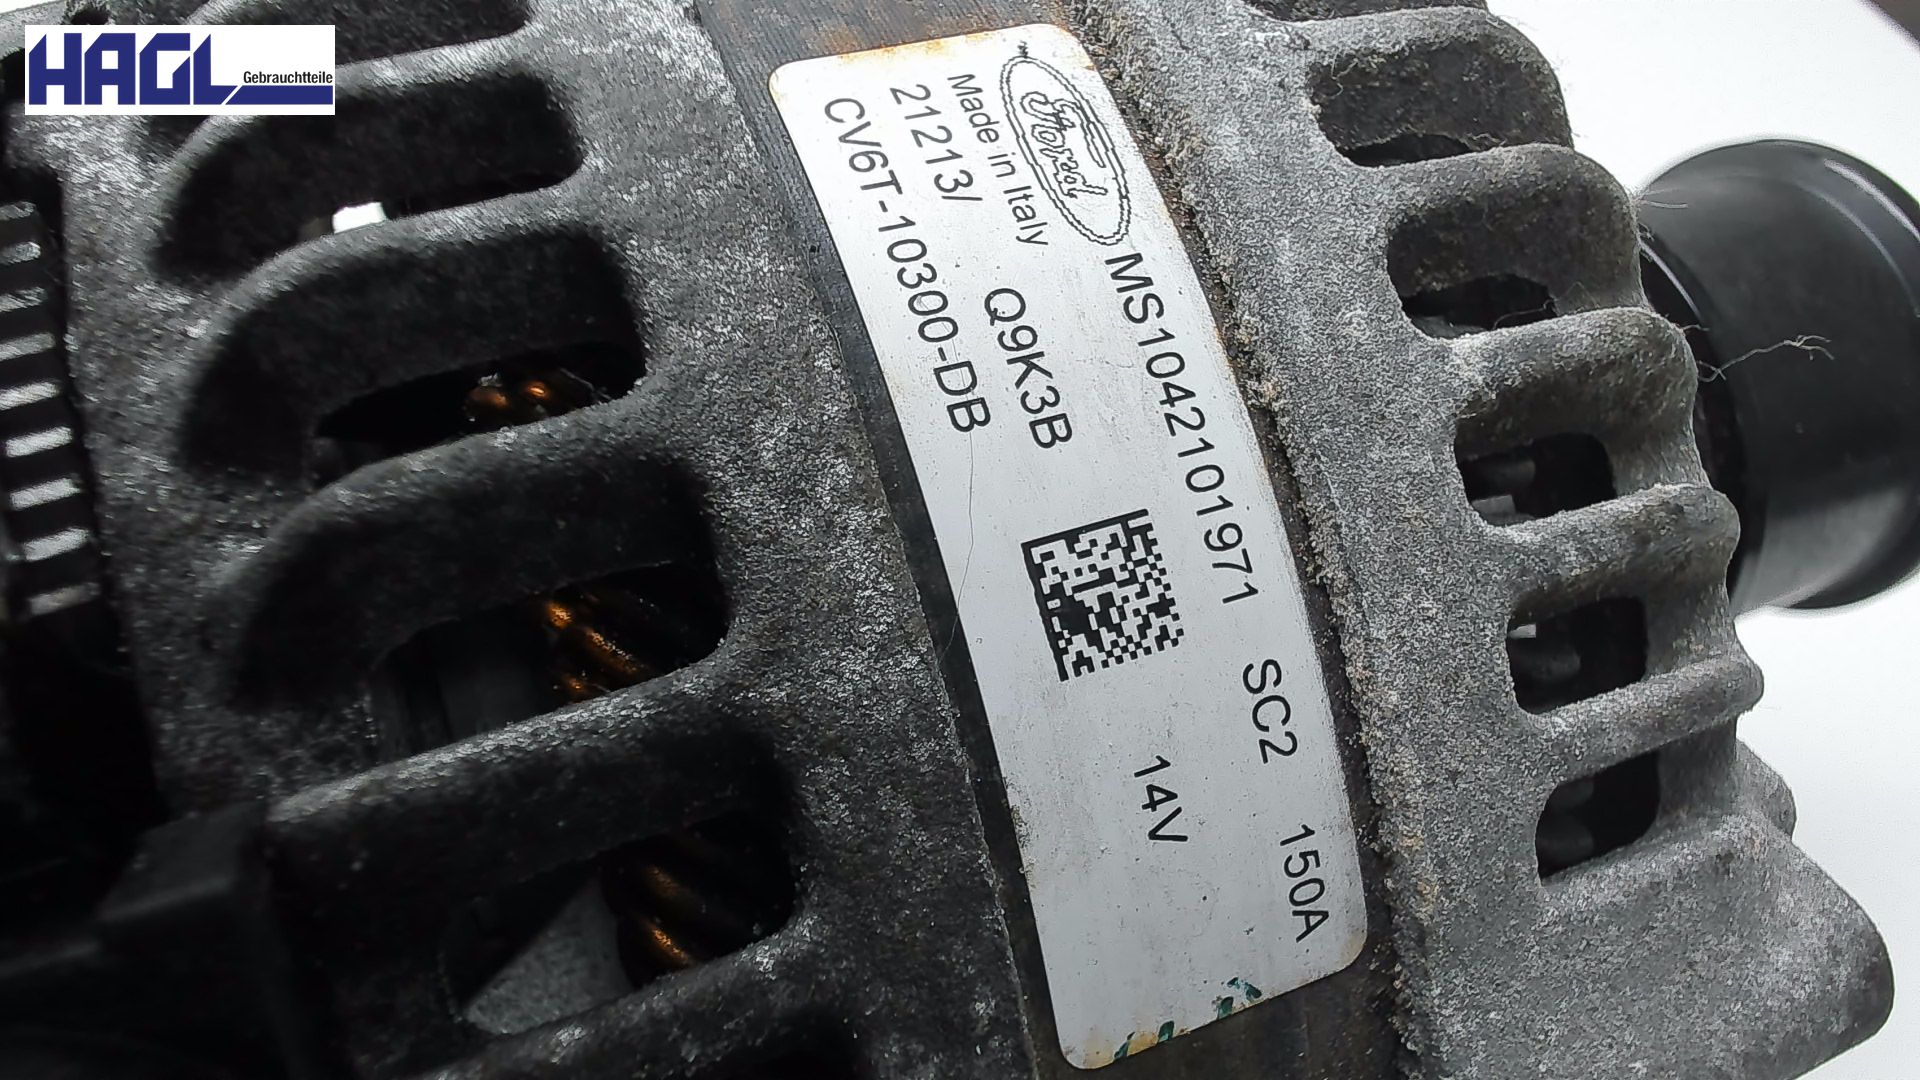 HAGL
Gebrauchtteile
Ford
MS1042101971 SC2 150A
Made in Italy
21213/ Q9K3B 14V
CV6T-10300-DB